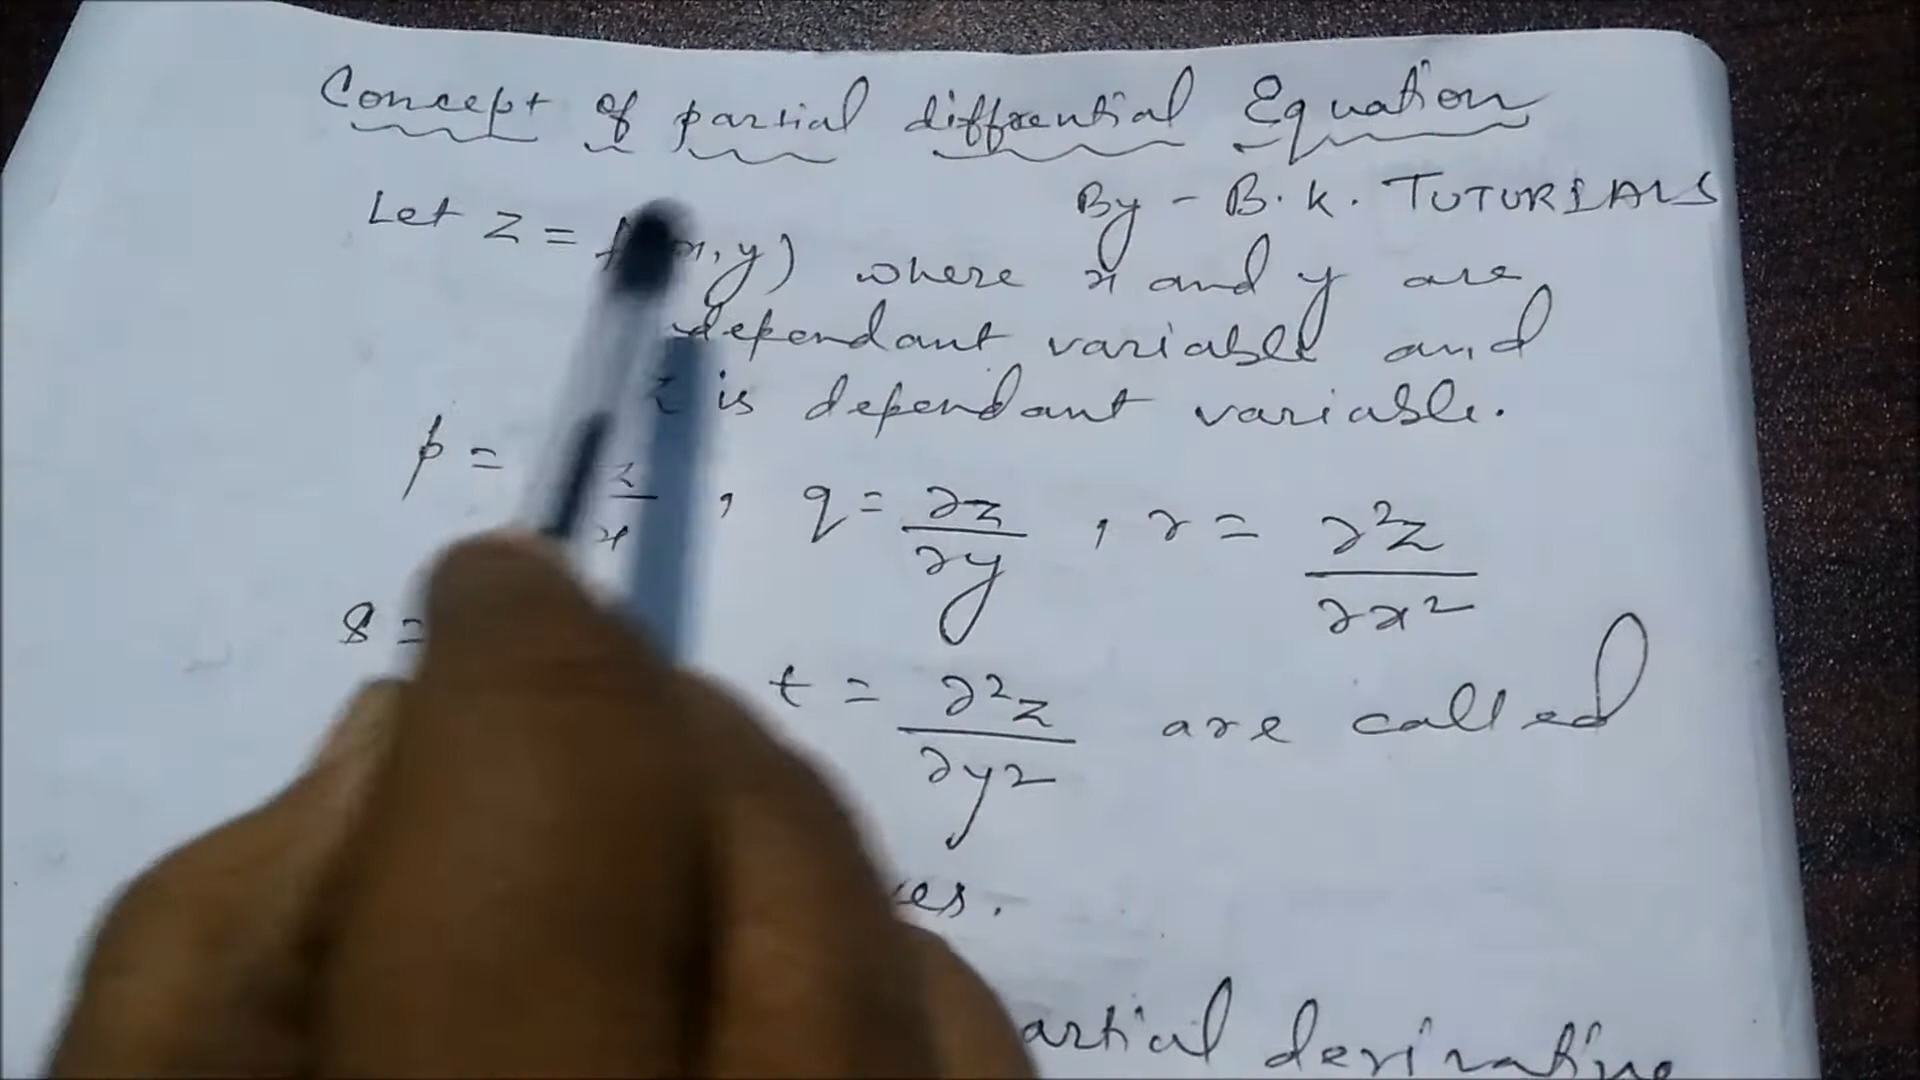 Concept of partial differential Equation
By - B.K. TUTURIALS
Let z = f(x, y) where x and y are
dependant variable and
z is dependant variable.
p = z/x, q = ∂z/∂y, r = ∂²z/∂x²
s =
t = ∂²z/∂y² are called
es.
artial derivative